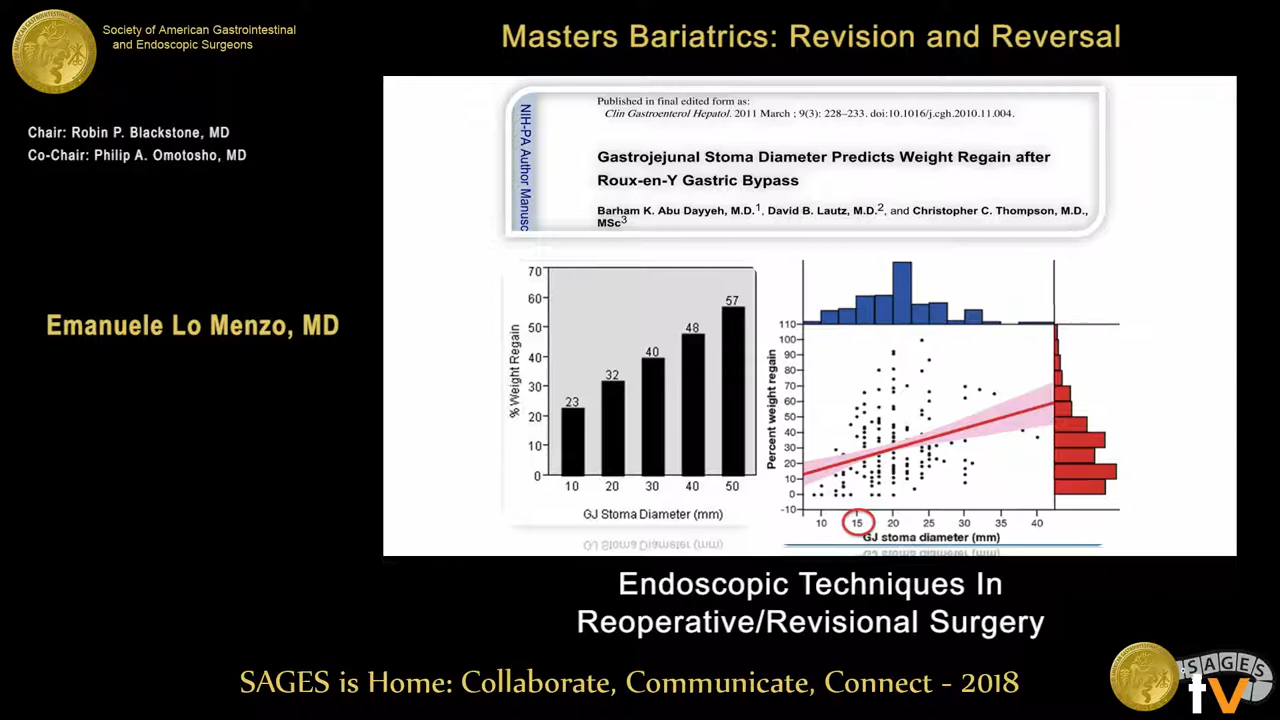 Society of American Gastrointestinal
and Endoscopic Surgeons
Masters Bariatrics: Revision and Reversal
Chair: Robin P. Blackstone, MD
Co-Chair: Philip A. Omotosho, MD
Emanuele Lo Menzo, MD
NIH-PA Author Manusc
Published in final edited form as:
Clin Gastroenterol Hepatol. 2011 March ; 9(3): 228–233. doi:10.1016/j.cgh.2010.11.004.
Gastrojejunal Stoma Diameter Predicts Weight Regain after
Roux-en-Y Gastric Bypass
Barham K. Abu Dayyeh, M.D.1, David B. Lautz, M.D.2, and Christopher C. Thompson, M.D.,
MSc3
% Weight Regain
70
60
50
40
30
20
10
0
23
32
40
48
57
10 20 30 40 50
GJ Stoma Diameter (mm)
Percent weight regain
110
100
90
80
70
60
50
40
30
20
10
0
-10
10 15 20 25 30 35 40
GJ stoma diameter (mm)
Endoscopic Techniques In
Reoperative/Revisional Surgery
SAGES is Home: Collaborate, Communicate, Connect - 2018
SAGES
tv